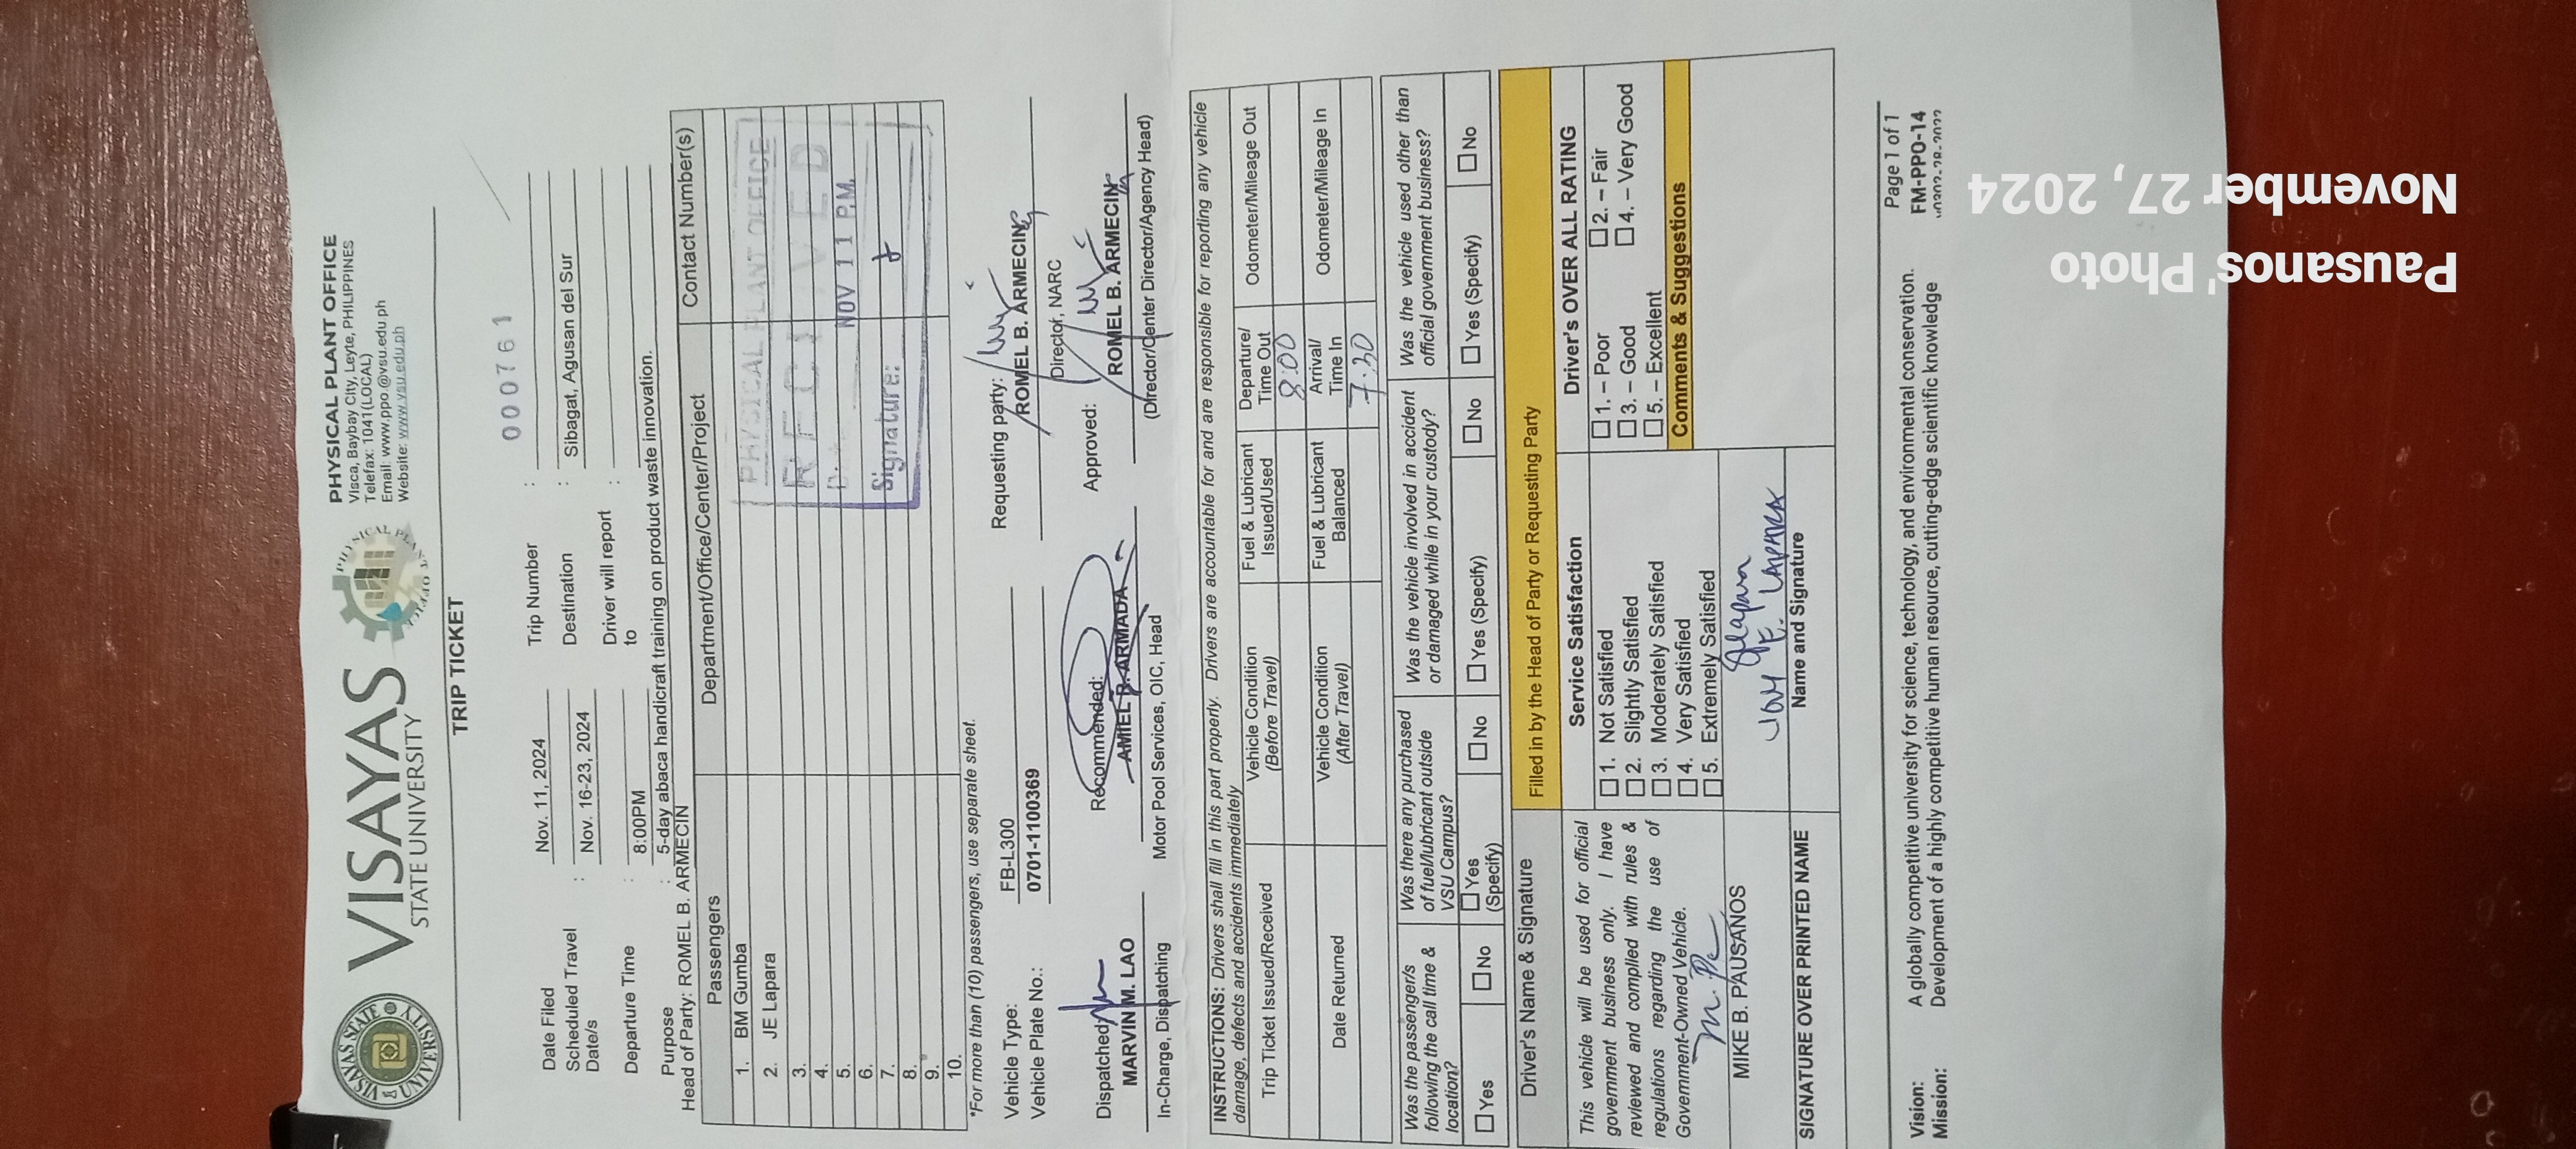 VISAYAS
STATE UNIVERSITY
PHYSICAL PLANT OFFICE
Visca, Baybay City, Leyte, PHILIPPINES
Telefax: 1041(LOCAL)
Email: www.ppo.@vsu.edu.ph
Website: www.vsu.edu.ph
TRIP TICKET
000761
Date Filed Nov. 11, 2024 Trip Number :
Scheduled Travel Date/s : Nov. 16-23, 2024 Destination : Sibagat, Agusan del Sur
Departure Time : 8:00PM Driver will report to :
Purpose : 5-day abaca handicraft training on product waste innovation.
Head of Party: ROMEL B. ARMECIN
Passengers Department/Office/Center/Project Contact Number(s)
1. BM Gumba
2. JE Lapara
3.
4.
5.
6.
7.
8.
9.
10.
PHYSICAL PLANT OFFICE
NOV 11 P.M.
Signature:
*For more than (10) passengers, use separate sheet.
Vehicle Type: FB-L300
Vehicle Plate No.: 0701-1100369
Requesting party:
ROMEL B. ARMECIN
Director, NARC
Dispatched:
MARVIN M. LAO
In-Charge, Dispatching
Recommended:
AMIEL R. ARMADA
Motor Pool Services, OIC, Head
Approved:
ROMEL B. ARMECIN
(Director/Center Director/Agency Head)
INSTRUCTIONS: Drivers shall fill in this part properly. Drivers are accountable for and are responsible for reporting any vehicle
damage, defects and accidents immediately
Trip Ticket Issued/Received Vehicle Condition (Before Travel) Fuel & Lubricant Issued/Used Departure/ Time Out Odometer/Mileage Out
8:00
Date Returned Vehicle Condition (After Travel) Fuel & Lubricant Balanced Arrival/ Time In Odometer/Mileage In
7:30
Was the passenger/s following the call time & location?
Yes No
Was there any purchased of fuel/lubricant outside VSU Campus?
Yes (Specify) No
Was the vehicle involved in accident or damaged while in your custody?
Yes (Specify) No
Was the vehicle used other than official government business?
Yes (Specify) No
Driver's Name & Signature Filled in by the Head of Party or Requesting Party
This vehicle will be used for official
government business only. I have
reviewed and complied with rules &
regulations regarding the use of
Government-Owned Vehicle.
MIKE B. PAUSANOS
SIGNATURE OVER PRINTED NAME
Service Satisfaction
1. Not Satisfied
2. Slightly Satisfied
3. Moderately Satisfied
4. Very Satisfied
5. Extremely Satisfied
Name and Signature
Driver's OVER ALL RATING
1. – Poor 2. – Fair
3. – Good 4. – Very Good
5. – Excellent
Comments & Suggestions
Vision: A globally competitive university for science, technology, and environmental conservation.
Mission: Development of a highly competitive human resource, cutting-edge scientific knowledge
Page 1 of 1
FM-PPO-14
Pausanos' Photo
November 27, 2024